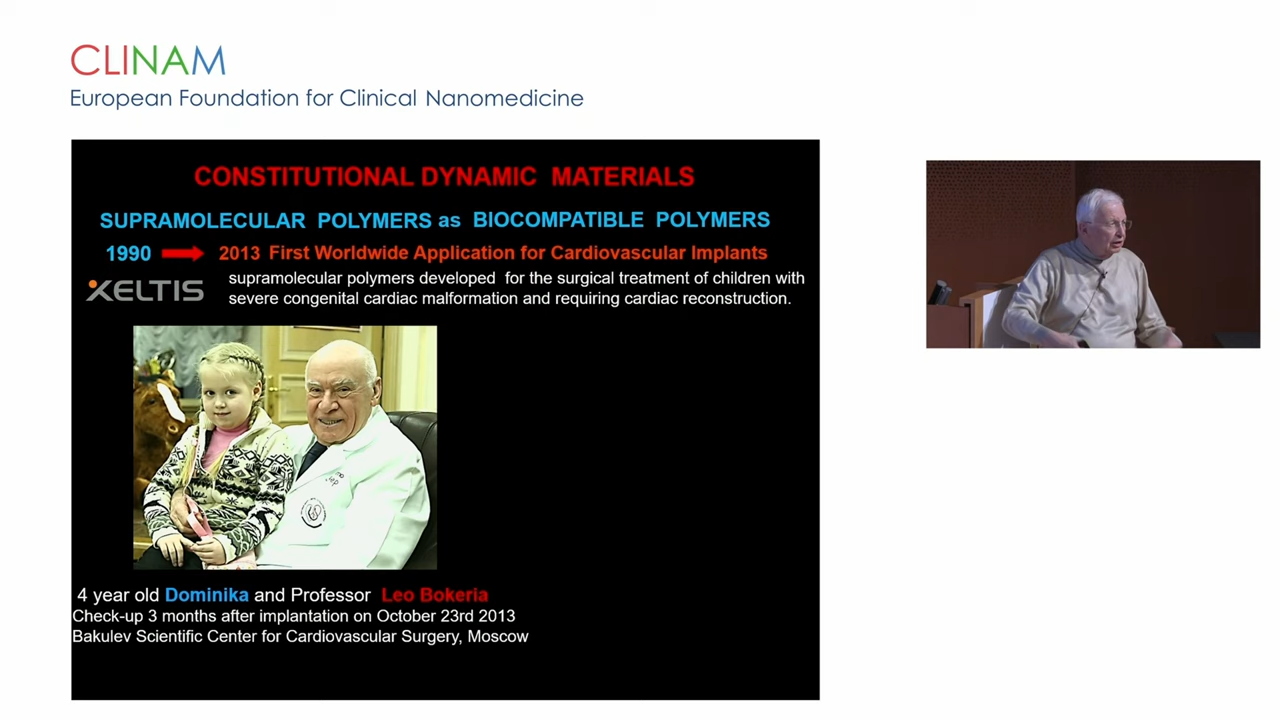 CLINAM
European Foundation for Clinical Nanomedicine
CONSTITUTIONAL DYNAMIC MATERIALS
SUPRAMOLECULAR POLYMERS as BIOCOMPATIBLE POLYMERS
1990 2013 First Worldwide Application for Cardiovascular Implants
XELTIS
supramolecular polymers developed for the surgical treatment of children with
severe congenital cardiac malformation and requiring cardiac reconstruction.
4 year old Dominika and Professor Leo Bokeria
Check-up 3 months after implantation on October 23rd 2013
Bakulev Scientific Center for Cardiovascular Surgery, Moscow